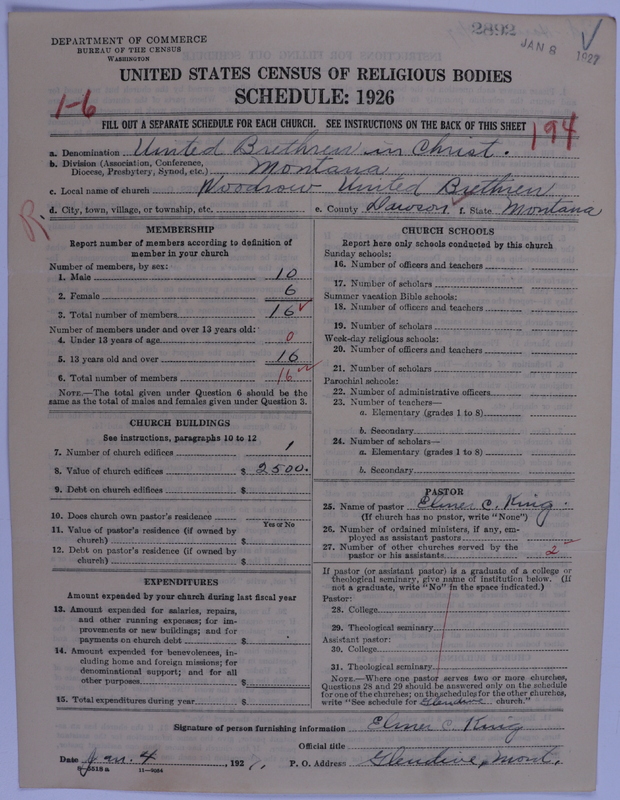 2982
JAN 8 1927
DEPARTMENT OF COMMERCE
BUREAU OF THE CENSUS
WASHINGTON
UNITED STATES CENSUS OF RELIGIOUS BODIES
SCHEDULE: 1926
1-6
FILL OUT A SEPARATE SCHEDULE FOR EACH CHURCH. SEE INSTRUCTIONS ON THE BACK OF THIS SHEET
194
a. Denomination United Brethren in Christ.
b. Division (Association, Conference, Diocese, Presbytery, Synod, etc.) Montana
c. Local name of church Woodrow United Brethren
d. City, town, village, or township, etc. e. County Dawson f. State Montana
R
MEMBERSHIP
Report number of members according to definition of
member in your church
Number of members, by sex:
1. Male 10
2. Female 6
3. Total number of members 16
Number of members under and over 13 years old:
4. Under 13 years of age 0
5. 13 years old and over 16
6. Total number of members 16
NOTE.—The total given under Question 6 should be
same as the total of males and females given under Question 3.
CHURCH BUILDINGS
See instructions, paragraphs 10 to 12
7. Number of church edifices 1
8. Value of church edifices $ 2500.
9. Debt on church edifices $
10. Does church own pastor's residence
Yes or No
11. Value of pastor's residence (if owned by
church) $
12. Debt on pastor's residence (if owned by
church) $
EXPENDITURES
Amount expended by your church during last fiscal year
13. Amount expended for salaries, repairs,
and other running expenses; for im-
provements or new buildings; and for
payments on church debt $
14. Amount expended for benevolences, in-
cluding home and foreign missions; for
denominational support; and for all
other purposes $
15. Total expenditures during year $
CHURCH SCHOOLS
Report here only schools conducted by this church
Sunday schools:
16. Number of officers and teachers
17. Number of scholars
Summer vacation Bible schools:
18. Number of officers and teachers
19. Number of scholars
Week-day religious schools:
20. Number of officers and teachers
21. Number of scholars
Parochial schools:
22. Number of administrative officers
23. Number of teachers—
a. Elementary (grades 1 to 8)
b. Secondary
24. Number of scholars—
a. Elementary (grades 1 to 8)
b. Secondary
PASTOR
25. Name of pastor Elmer C. King.
(If church has no pastor, write "None")
26. Number of ordained ministers, if any, em-
ployed as assistant pastors
27. Number of other churches served by the
pastor or his assistants 2
If pastor (or assistant pastor) is a graduate of a college or
theological seminary, give name of institution below. (If
not a graduate, write "No" in the space indicated.)
Pastor:
28. College
29. Theological seminary
Assistant pastor:
30. College
31. Theological seminary
NOTE.—Where one pastor serves two or more churches,
Questions 28 and 29 should be answered only on the schedule
for one of the churches; on the schedules for the other churches,
write "See schedule for Glendive church."
Signature of person furnishing information Elmer C. King
Official title
Date Jan. 4, 1927. P. O. Address Glendive, Mont.
11—9684